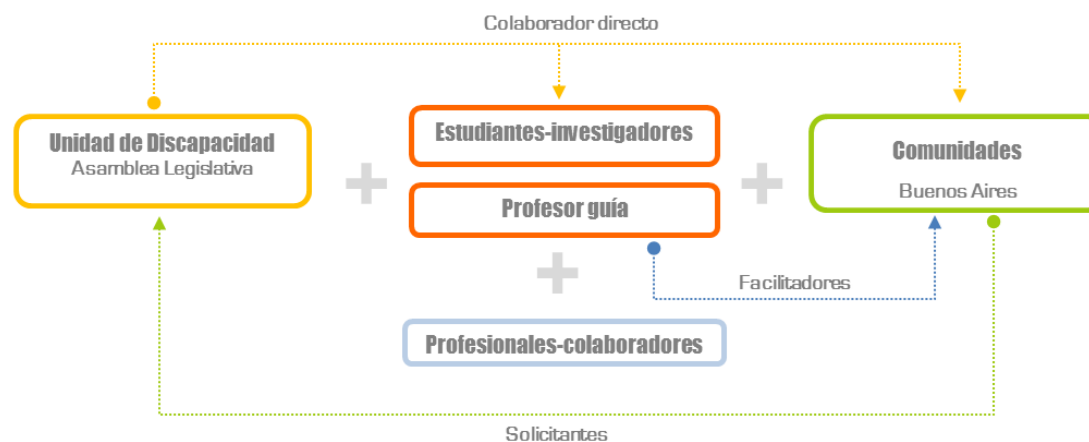 Colaborador directo
Unidad de Discapacidad
Asamblea Legislativa
Estudiantes-investigadores
Profesor guía
Comunidades
Buenos Aires
Facilitadores
Profesionales-colaboradores
Solicitantes